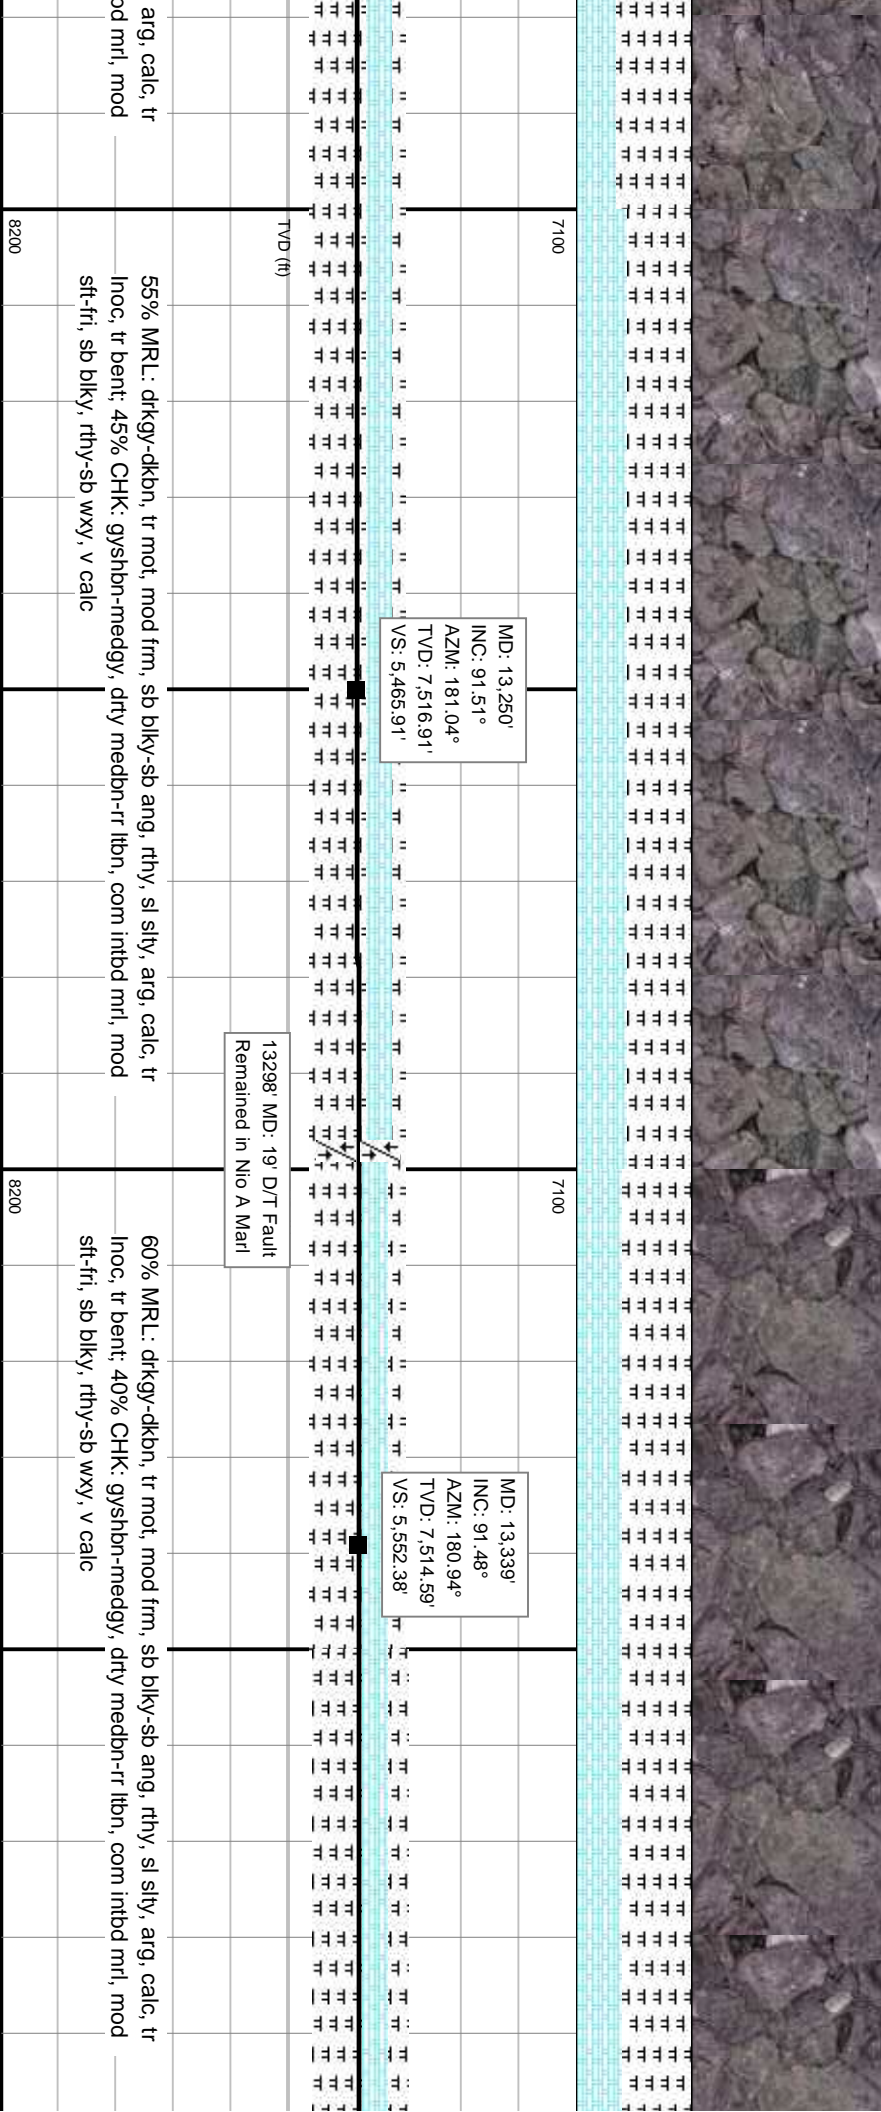 arg, calc, tr
od mrl, mod
8200
TVD (ft)
7100
55% MRL: drkgy-dkbn, tr mot, mod frm, sb blky-sb ang, rthy, sl slty, arg, calc, tr
Inoc, tr bent; 45% CHK: gyshbn-medgy, drty medbn-rr ltbn, com intbd mrl, mod
sft-fri, sb blky, rthy-sb wxy, v calc
MD: 13,250'
INC: 91.51°
AZM: 181.04°
TVD: 7,516.91'
VS: 5,465.91'
13298' MD: 19' D/T Fault
Remained in Nio A Marl
8200
7100
60% MRL: drkgy-dkbn, tr mot, mod frm, sb blky-sb ang, rthy, sl slty, arg, calc, tr
Inoc, tr bent; 40% CHK: gyshbn-medgy, drty medbn-rr ltbn, com intbd mrl, mod
sft-fri, sb blky, rthy-sb wxy, v calc
MD: 13,339'
INC: 91.48°
AZM: 180.94°
TVD: 7,514.59'
VS: 5,552.38'